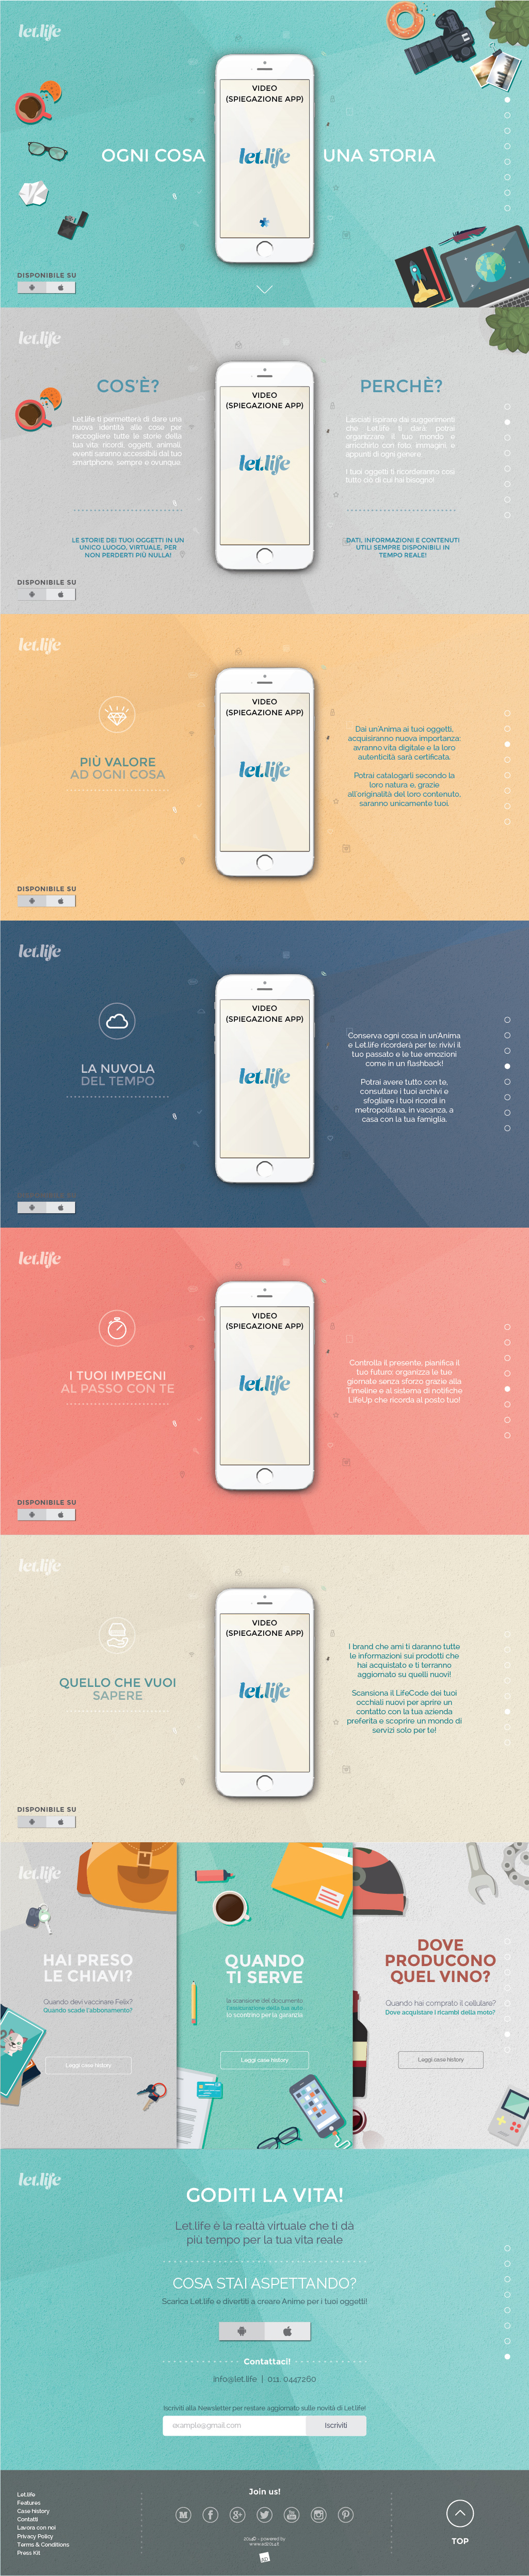 let.life
VIDEO
(SPIEGAZIONE APP)
let.life
OGNI COSA
UNA STORIA
DISPONIBILE SU
let.life
COS'È?
Let.life ti permetterà di dare una
nuova identità alle cose per
raccogliere tutte le storie della
tua vita: ricordi, oggetti, animali,
eventi saranno accessibili dal tuo
smartphone, sempre e ovunque.
LE STORIE DEI TUOI OGGETTI IN UN
UNICO LUOGO, VIRTUALE, PER
NON PERDERTI PIÙ NULLA!
VIDEO
(SPIEGAZIONE APP)
let.life
PERCHÈ?
Lasciati ispirare dai suggerimenti
che Let.life ti darà: potrai
organizzare il tuo mondo e
arricchirlo con foto, immagini e
appunti di ogni genere.
I tuoi oggetti ti ricorderanno così
tutto ciò di cui hai bisogno!
DATI, INFORMAZIONI E CONTENUTI
UTILI SEMPRE DISPONIBILI IN
TEMPO REALE!
DISPONIBILE SU
let.life
PIÙ VALORE
AD OGNI COSA
VIDEO
(SPIEGAZIONE APP)
let.life
Dai un'Anima ai tuoi oggetti,
acquisiranno nuova importanza:
avranno vita digitale e la loro
autenticità sarà certificata.
Potrai catalogarli secondo la
loro natura e, grazie
all'originalità del loro contenuto,
saranno unicamente tuoi.
DISPONIBILE SU
let.life
LA NUVOLA
DEL TEMPO
VIDEO
(SPIEGAZIONE APP)
let.life
Conserva ogni cosa in un'Anima
e Let.life ricorderà per te: rivivi il
tuo passato e le tue emozioni
come in un flashback!
Potrai avere tutto con te,
consultare i tuoi archivi e
sfogliare i tuoi ricordi in
metropolitana, in vacanza, a
casa con la tua famiglia.
let.life
I TUOI IMPEGNI
AL PASSO CON TE
VIDEO
(SPIEGAZIONE APP)
let.life
Controlla il presente, pianifica il
tuo futuro: organizza le tue
giornate senza sforzo grazie alla
Timeline e al sistema di notifiche
LifeUp che ricorda al posto tuo!
DISPONIBILE SU
let.life
QUELLO CHE VUOI
SAPERE
VIDEO
(SPIEGAZIONE APP)
let.life
I brand che ami ti daranno tutte
le informazioni sui prodotti che
hai acquistato e ti terranno
aggiornato su quelli nuovi!
Scansiona il LifeCode dei tuoi
occhiali nuovi per aprire un
contatto con la tua azienda
preferita e scoprire un mondo di
servizi solo per te!
DISPONIBILE SU
let.life
HAI PRESO
LE CHIAVI?
Quando devi vaccinare Felix?
Quando scade l'abbonamento?
Leggi case history
QUANDO
TI SERVE
la scansione del documento
l'assicurazione della tua auto
lo scontrino per la garanzia
Leggi case history
DOVE
PRODUCONO
QUEL VINO?
Quando hai comprato il cellulare?
Dove acquistare i ricambi della moto?
Leggi case history
let.life
GODITI LA VITA!
Let.life è la realtà virtuale che ti dà
più tempo per la tua vita reale
COSA STAI ASPETTANDO?
Scarica Let.life e divertiti a creare Anime per i tuoi oggetti!
Contattaci!
Info@let.life | 011. 0447260
Iscriviti alla Newsletter per restare aggiornato sulle novità di Let.life!
example@gmail.com
Iscriviti
Let.life
Features
Case history
Contatti
Lavora con noi
Privacy Policy
Terms & Conditions
Press Kit
Join us!
powered by
TOP